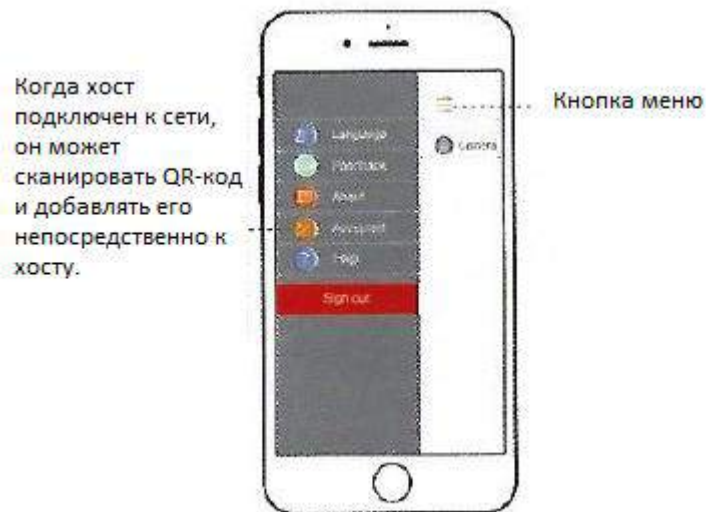 Когда хост
подключен к сети,
он может
сканировать QR-код
и добавлять его
непосредственно к
хосту.
Кнопка меню
Language
Feedback
About
Account
Help
Sign out